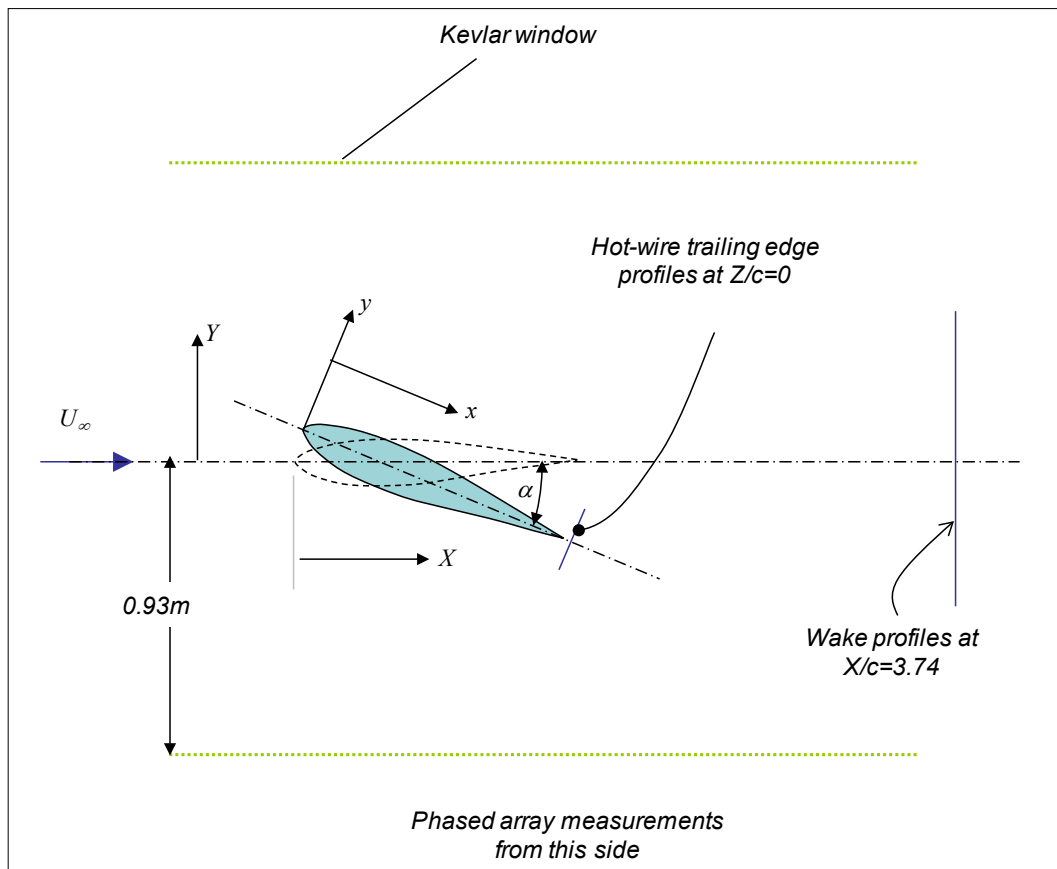 Kevlar window
Hot-wire trailing edge
profiles at Z/c=0
y
Y
x
U∞
α
X
0.93m
Wake profiles at
X/c=3.74
Phased array measurements
from this side